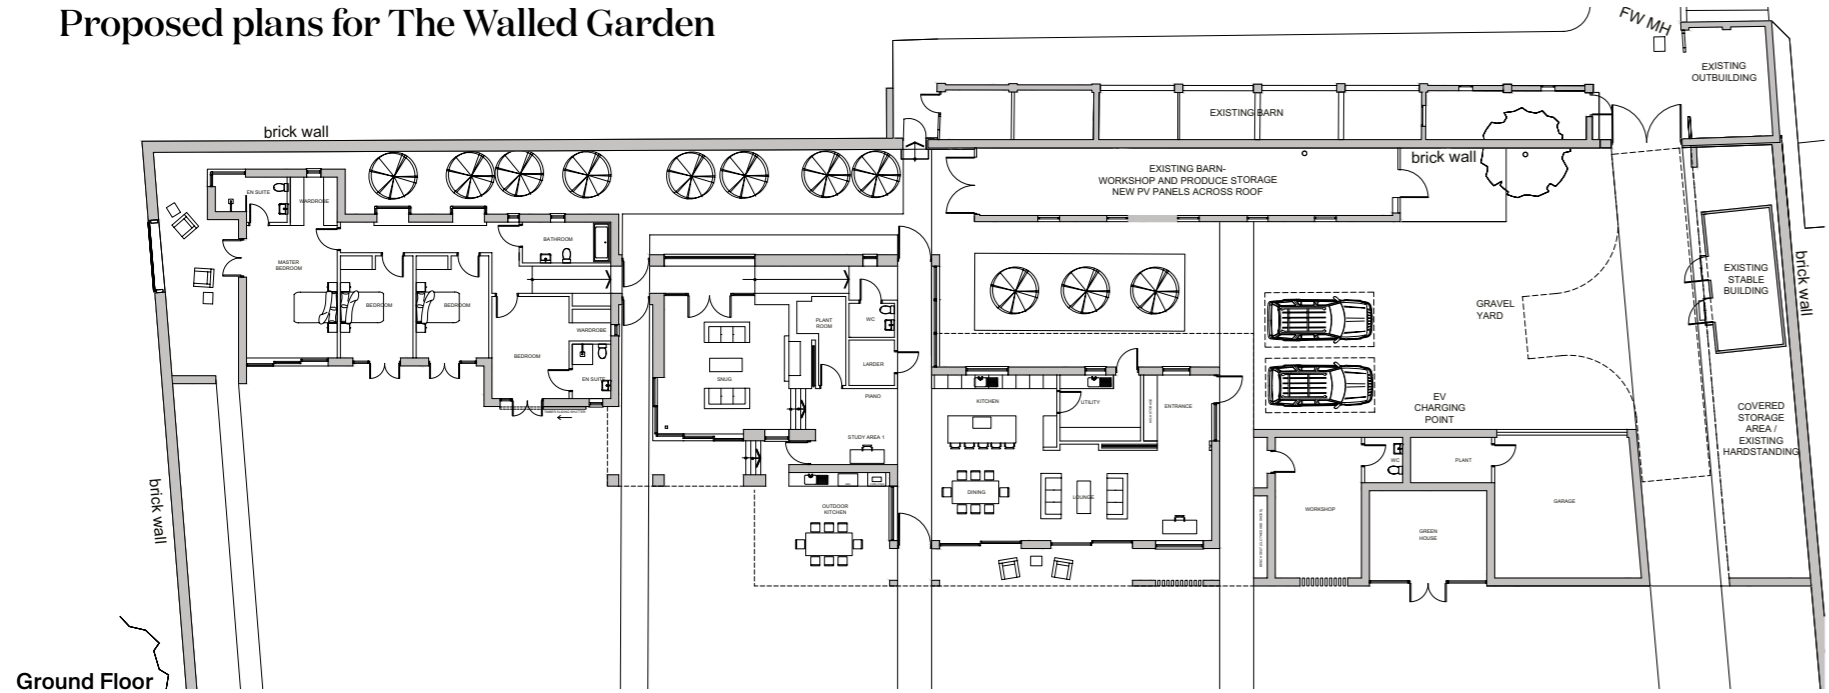 Proposed plans for The Walled Garden
FW MH
EXISTING
OUTBUILDING
brick wall
EXISTING BARN
brick wall
EXISTING BARN-
WORKSHOP AND PRODUCE STORAGE
NEW PV PANELS ACROSS ROOF
EN SUITE
WARDROBE
BATHROOM
MASTER
BEDROOM
BEDROOM
BEDROOM
WARDROBE
BEDROOM
EN SUITE
SNUG
PLANT
ROOM
WC
LARDER
PIANO
STUDY AREA 1
KITCHEN
UTILITY
ENTRANCE
DINING
LOUNGE
OUTDOOR
KITCHEN
GRAVEL
YARD
EV
CHARGING
POINT
EXISTING
STABLE
BUILDING
brick wall
COVERED
STORAGE
AREA /
EXISTING
HARDSTANDING
WC
PLANT
GARAGE
WORKSHOP
GREEN
HOUSE
brick wall
Ground Floor